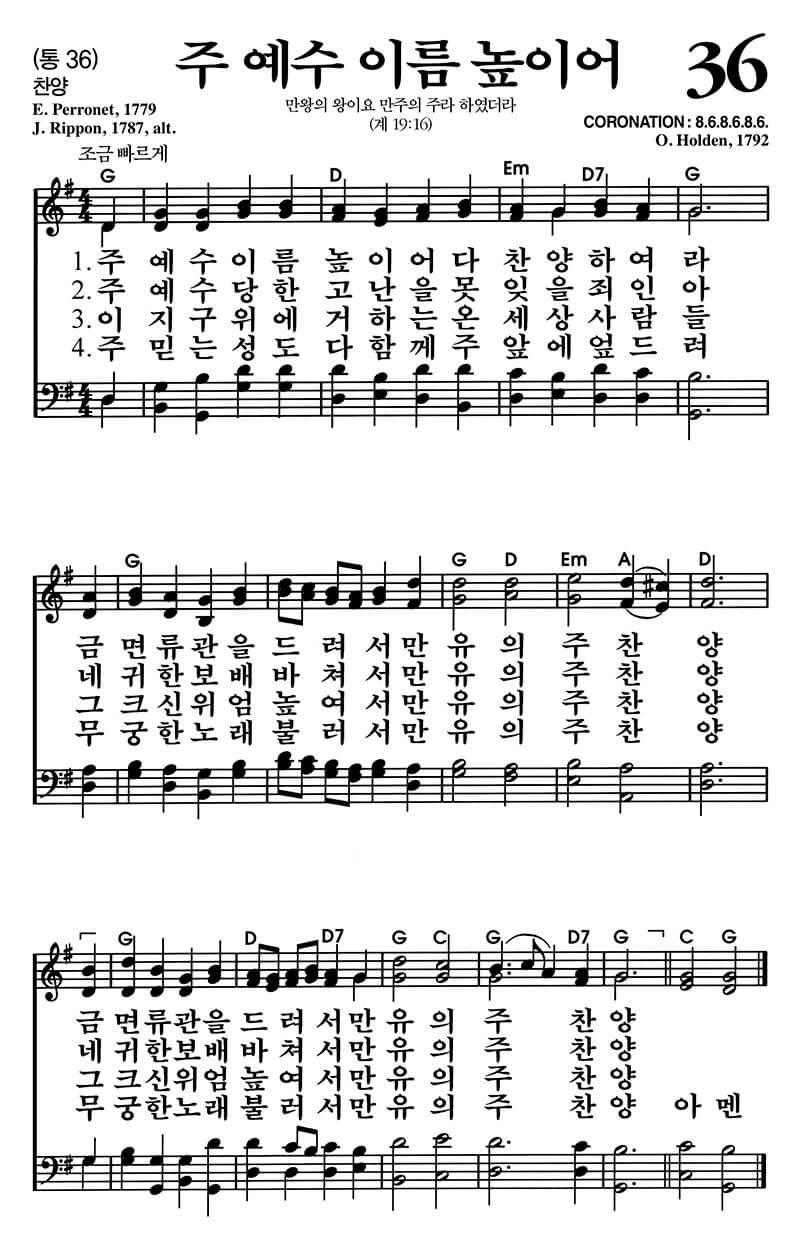 (통 36)
찬양
주 예수 이름 높이어
36
E. Perronet, 1779
J. Rippon, 1787, alt.
만왕의 왕이요 만주의 주라 하였더라
(계 19:16)
CORONATION : 8.6.8.6.8.6.
O. Holden, 1792
조금 빠르게
G D Em D7 G
1. 주 예 수 이 름 높 이 어 다 찬 양 하 여 라
2. 주 예 수 당 한 고 난 을 못 잊 을 죄 인 아
3. 이 지 구 위 에 거 하 는 온 세 상 사 람 들
4. 주 믿 는 성 도 다 함 께 주 앞 에 엎 드 려
G G D Em A D
금 면 류 관 을 드 려 서 만 유 의 주 찬 양
네 귀 한 보 배 바 쳐 서 만 유 의 주 찬 양
그 크 신 위 엄 높 여 서 만 유 의 주 찬 양
무 궁 한 노 래 불 러 서 만 유 의 주 찬 양
G D D7 G C G D7 G C G
금 면 류 관 을 드 려 서 만 유 의 주 찬 양
네 귀 한 보 배 바 쳐 서 만 유 의 주 찬 양
그 크 신 위 엄 높 여 서 만 유 의 주 찬 양
무 궁 한 노 래 불 러 서 만 유 의 주 찬 양 아 멘